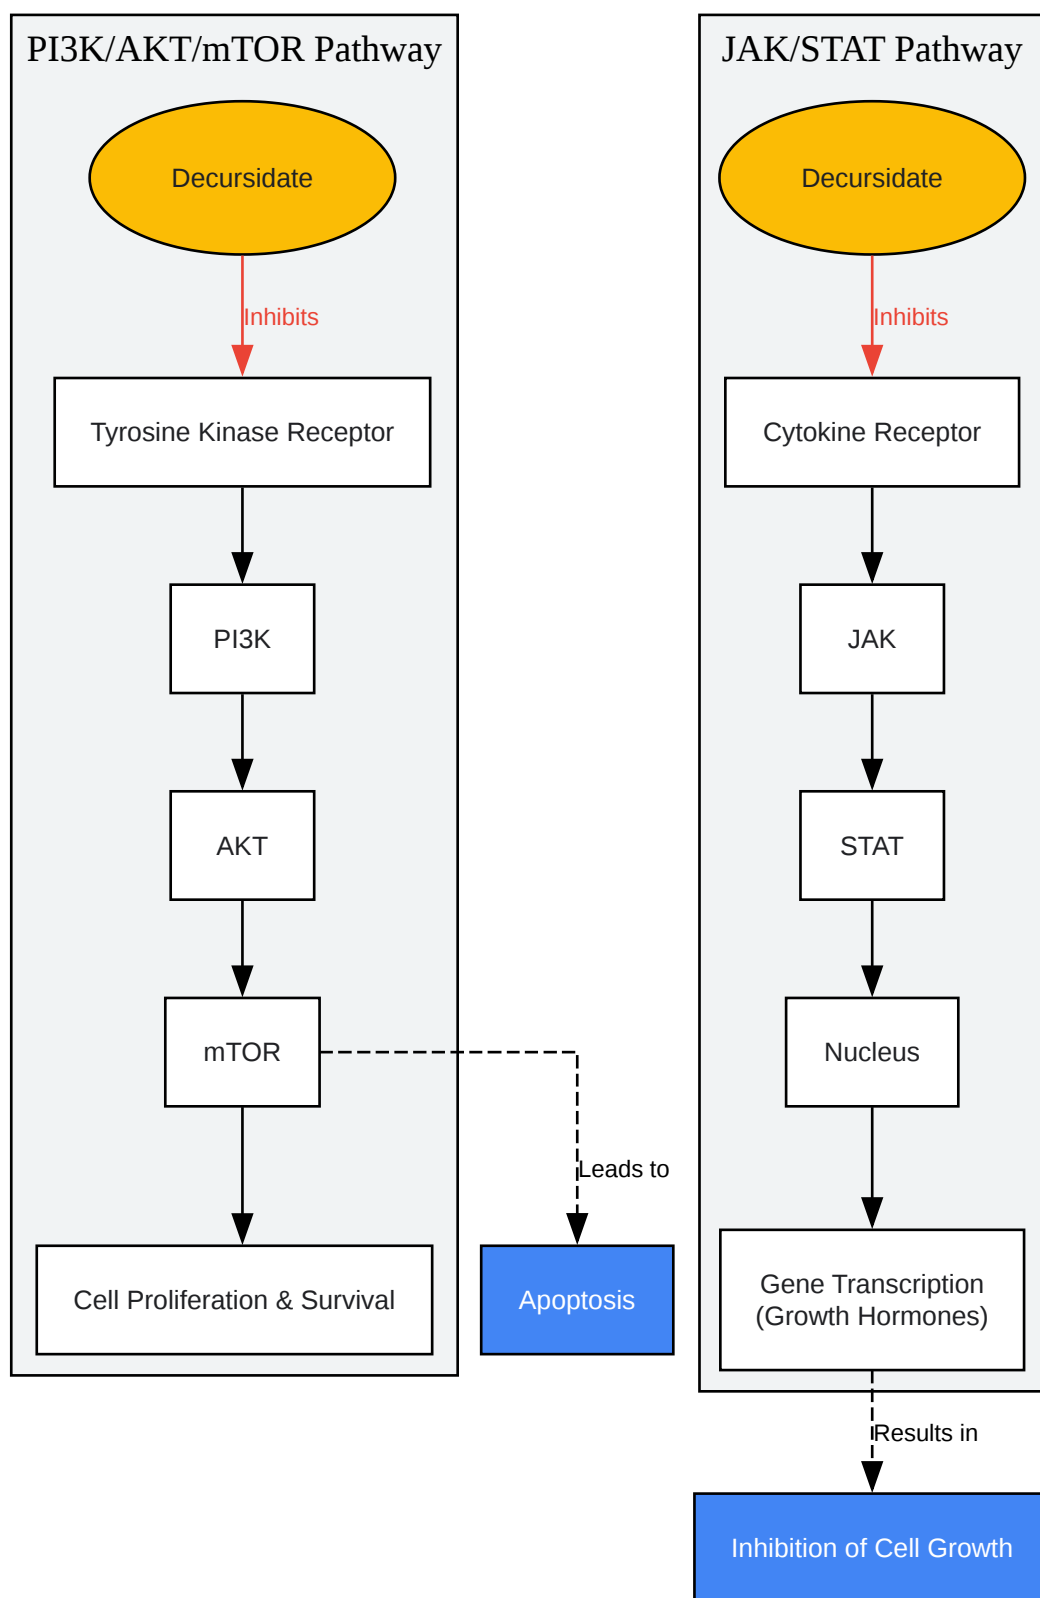 PI3K/AKT/mTOR Pathway
Decursidate
Inhibits
Tyrosine Kinase Receptor
PI3K
AKT
mTOR
Leads to
Cell Proliferation & Survival
Apoptosis
JAK/STAT Pathway
Decursidate
Inhibits
Cytokine Receptor
JAK
STAT
Nucleus
Gene Transcription
(Growth Hormones)
Results in
Inhibition of Cell Growth